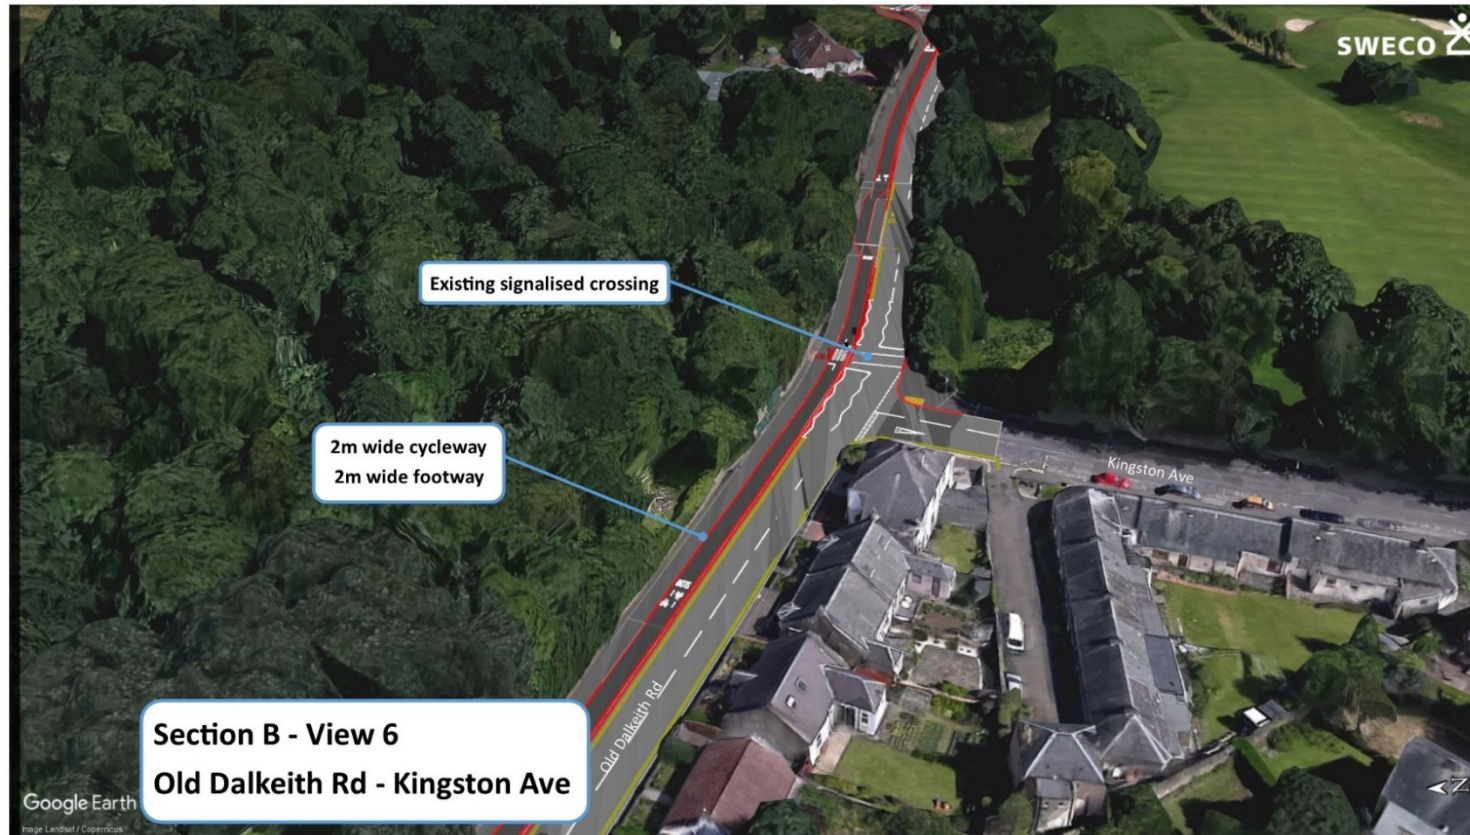 SWECO
Existing signalised crossing
2m wide cycleway
2m wide footway
Kingston Ave
Old Dalkeith Rd
Section B - View 6
Old Dalkeith Rd - Kingston Ave
Google Earth
Image Landsat / Copernicus
N